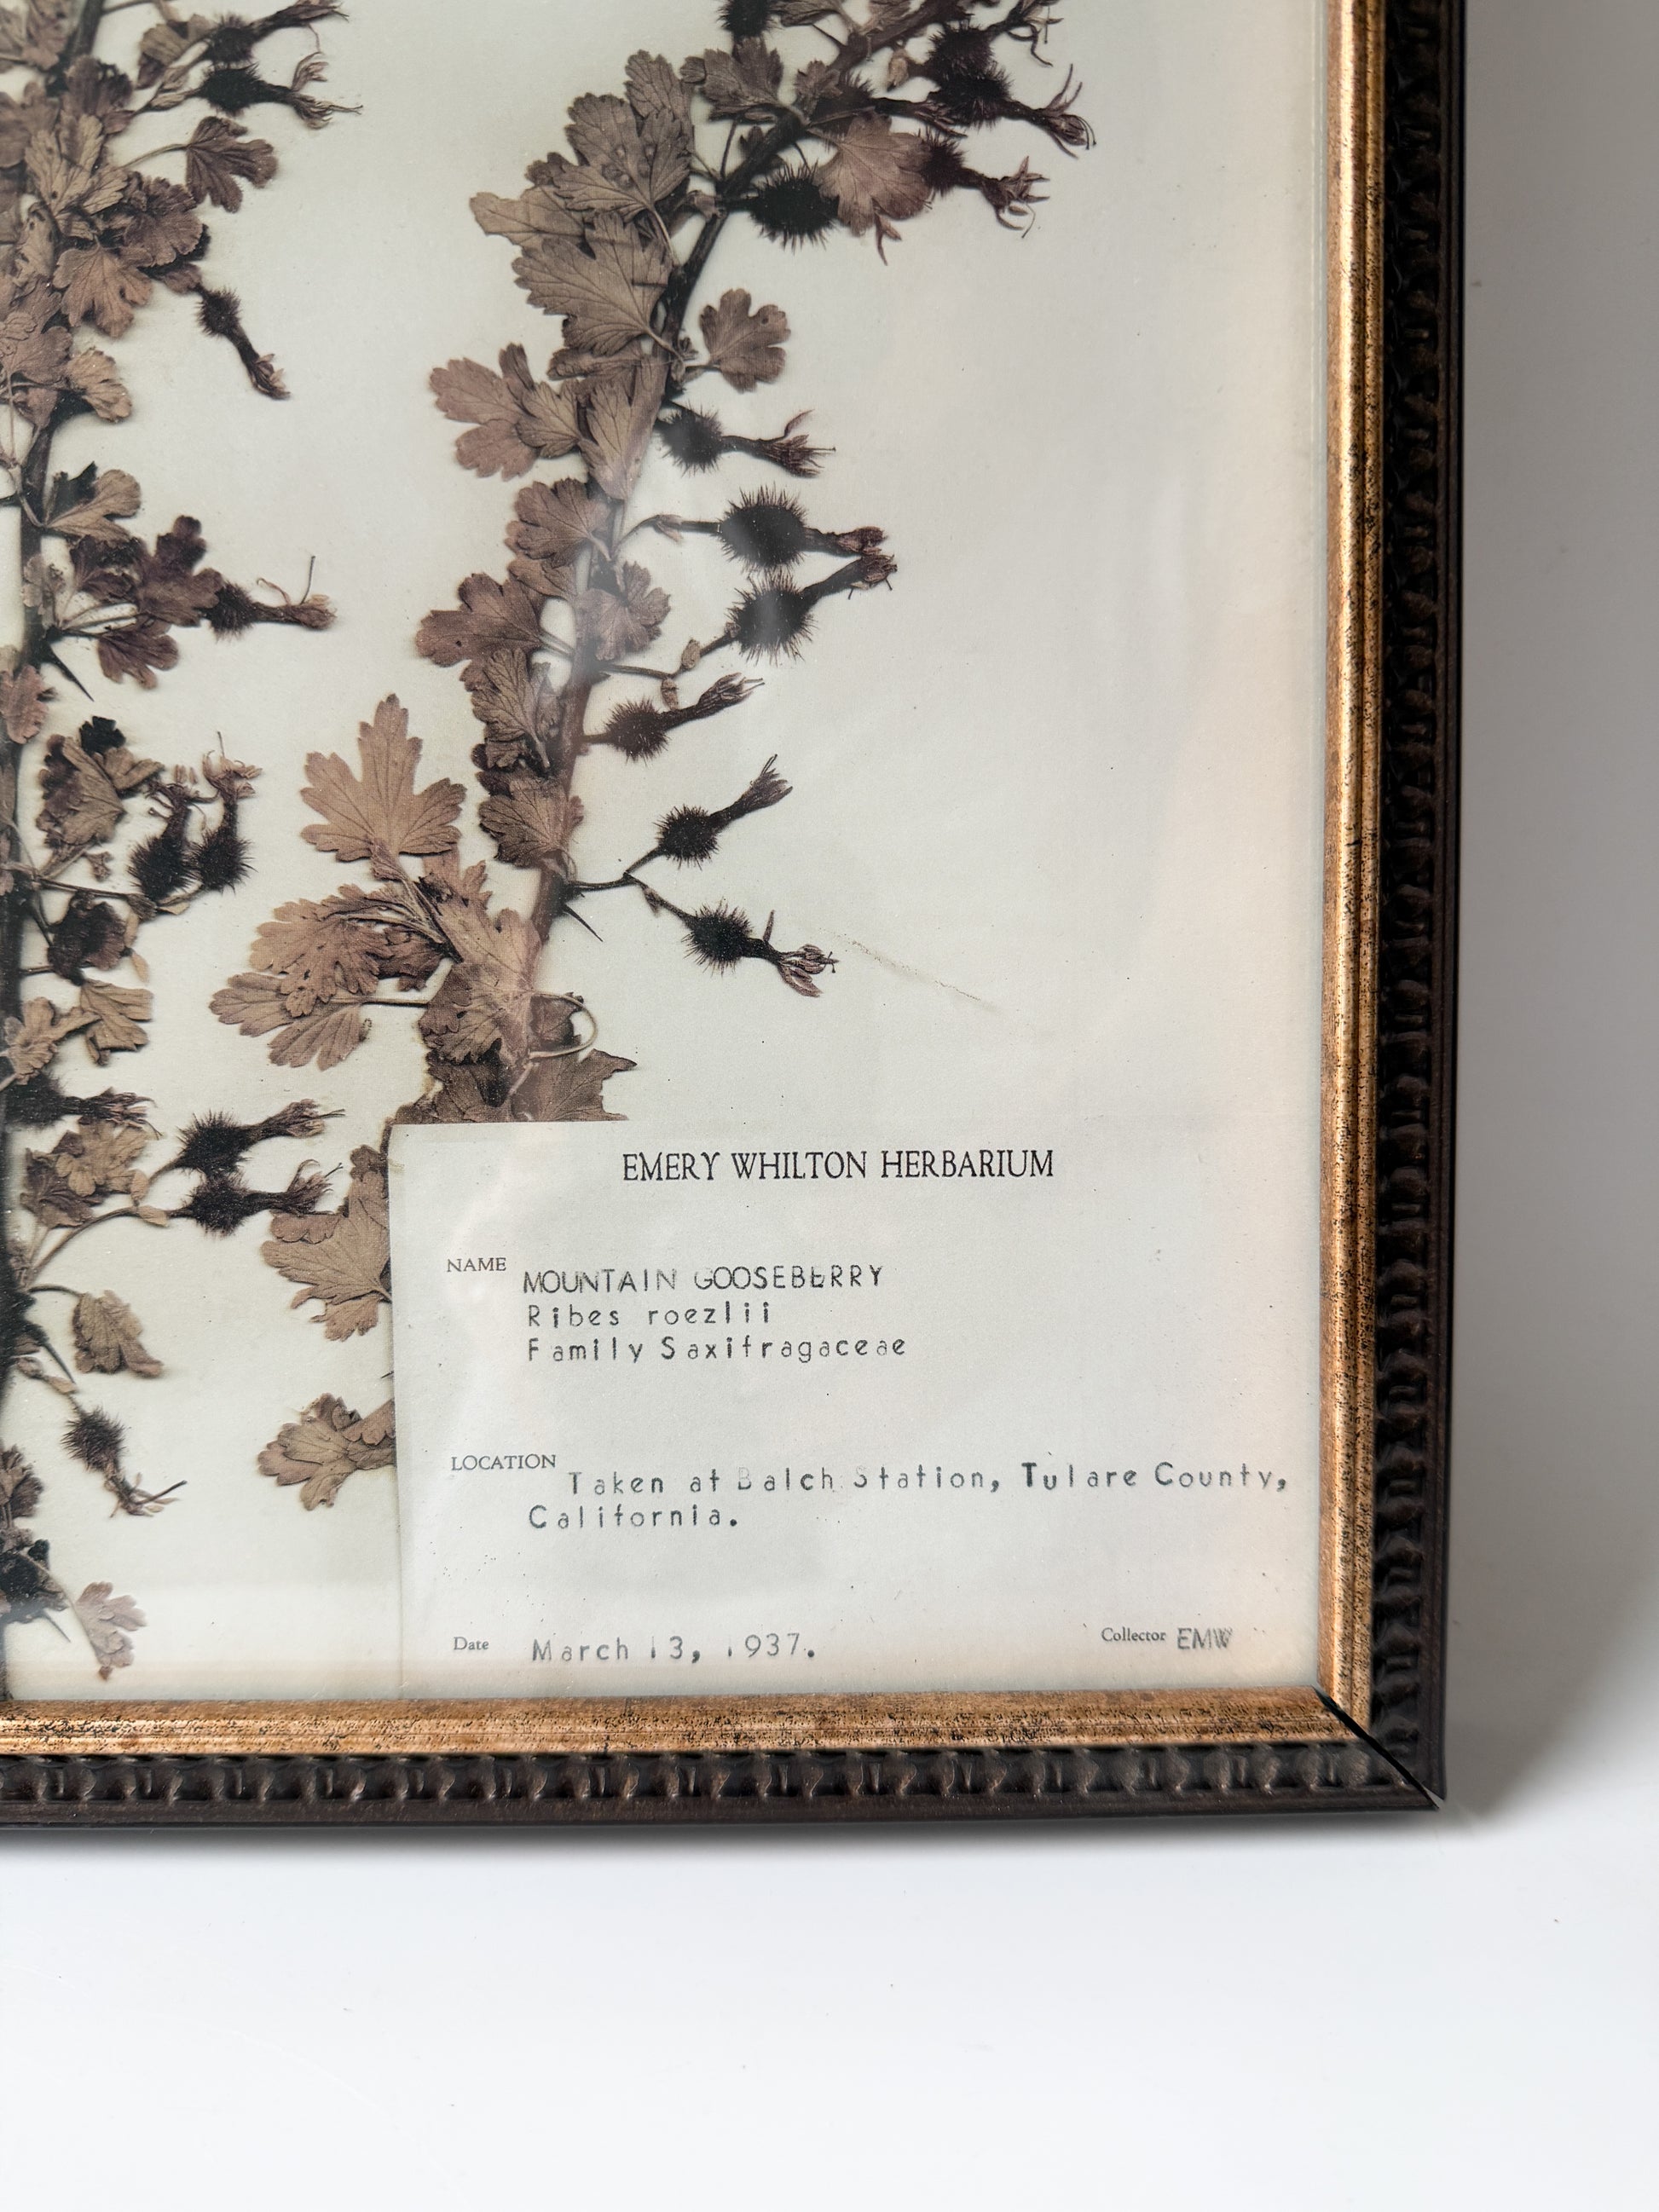 EMERY WHILTON HERBARIUM
NAME
MOUNTAIN GOOSEBERRY
Ribes roezlii
Family Saxifragaceae
LOCATION
Taken at Balch Station, Tulare County,
California.
Date March 13, 1937. Collector EMW